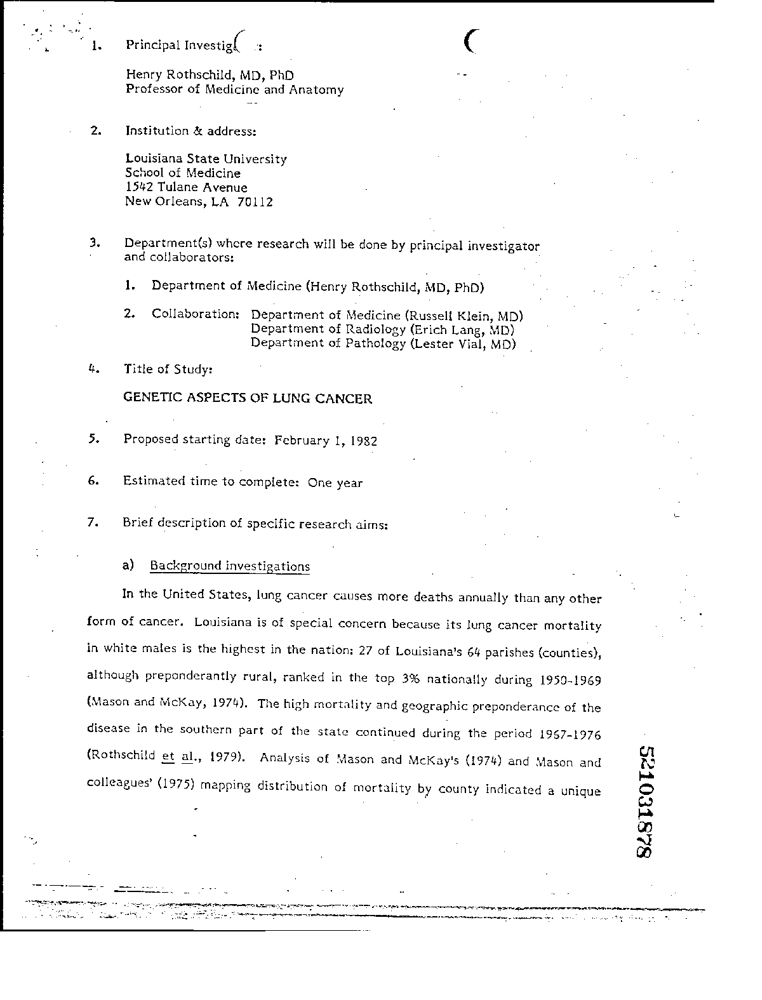 1. Principal Investig :
Henry Rothschild, MD, PhD
Professor of Medicine and Anatomy
2. Institution & address:
Louisiana State University
School of Medicine
1542 Tulane Avenue
New Orleans, LA 70112
3. Department(s) where research will be done by principal investigator
and collaborators:
1. Department of Medicine (Henry Rothschild, MD, PhD)
2. Collaboration: Department of Medicine (Russell Klein, MD)
Department of Radiology (Erich Lang, MD)
Department of Pathology (Lester Vial, MD)
4. Title of Study:
GENETIC ASPECTS OF LUNG CANCER
5. Proposed starting date: February 1, 1982
6. Estimated time to complete: One year
7. Brief description of specific research aims:
a) Background investigations
In the United States, lung cancer causes more deaths annually than any other
form of cancer. Louisiana is of special concern because its lung cancer mortality
in white males is the highest in the nation: 27 of Louisiana's 64 parishes (counties),
although preponderantly rural, ranked in the top 3% nationally during 1950-1969
(Mason and McKay, 1974). The high mortality and geographic preponderance of the
disease in the southern part of the state continued during the period 1967-1976
(Rothschild et al., 1979). Analysis of Mason and McKay's (1974) and Mason and
colleagues' (1975) mapping distribution of mortality by county indicated a unique
521031878